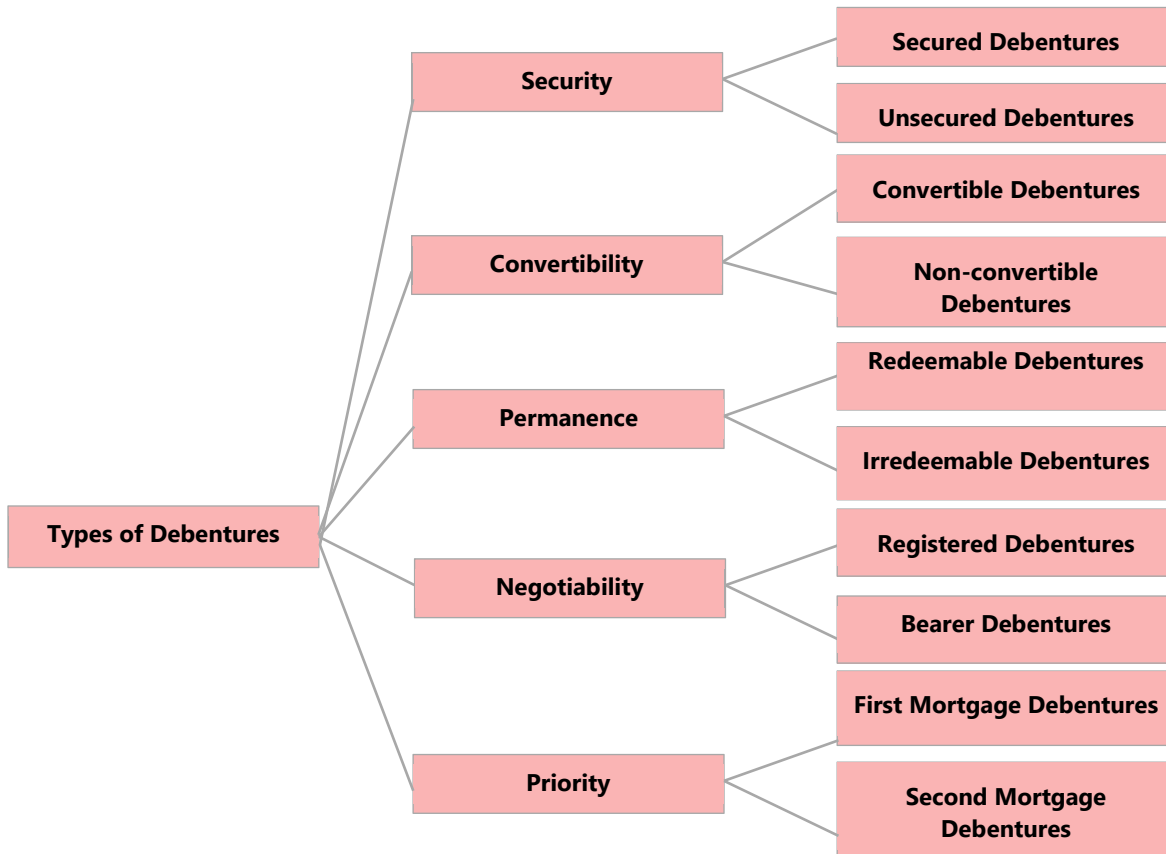 Types of Debentures
Security
Secured Debentures
Unsecured Debentures
Convertibility
Convertible Debentures
Non-convertible
Debentures
Permanence
Redeemable Debentures
Irredeemable Debentures
Negotiability
Registered Debentures
Bearer Debentures
Priority
First Mortgage Debentures
Second Mortgage
Debentures